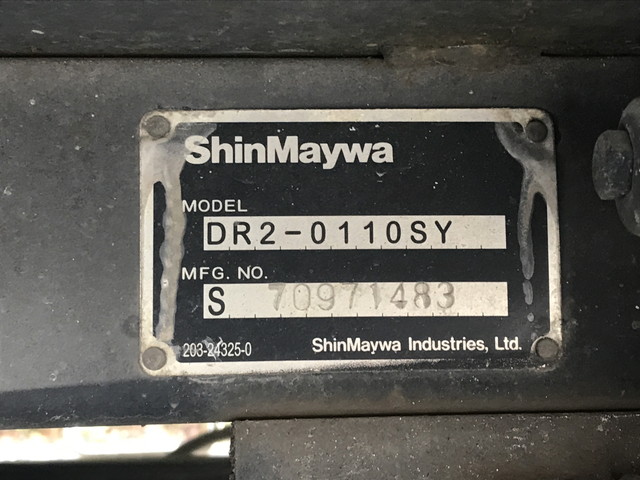 ShinMaywa
MODEL
DR2-0110SY
MFG. NO.
S 70971483
203-24325-0 ShinMaywa Industries, Ltd.